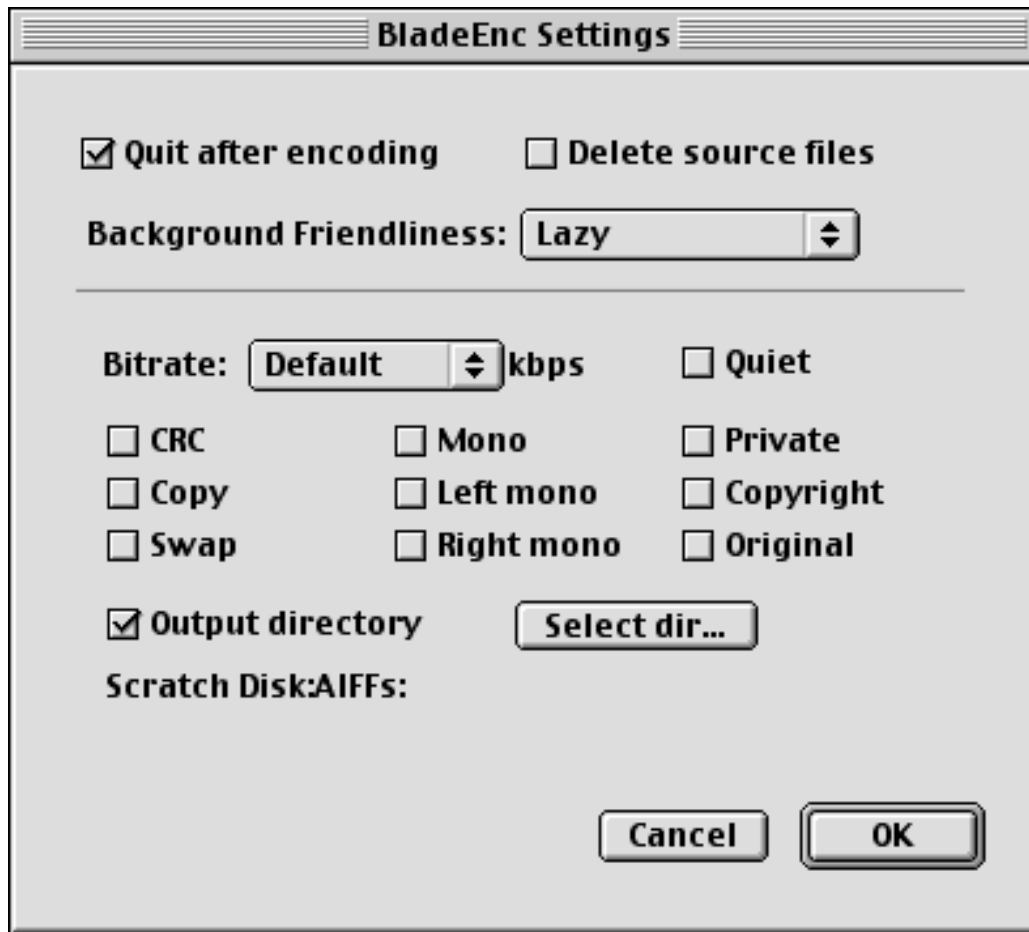 BladeEnc Settings
Quit after encoding Delete source files
Background Friendliness: Lazy
Bitrate: Default kbps Quiet
CRC Mono Private
Copy Left mono Copyright
Swap Right mono Original
Output directory Select dir...
Scratch Disk:AIFFs:
Cancel OK